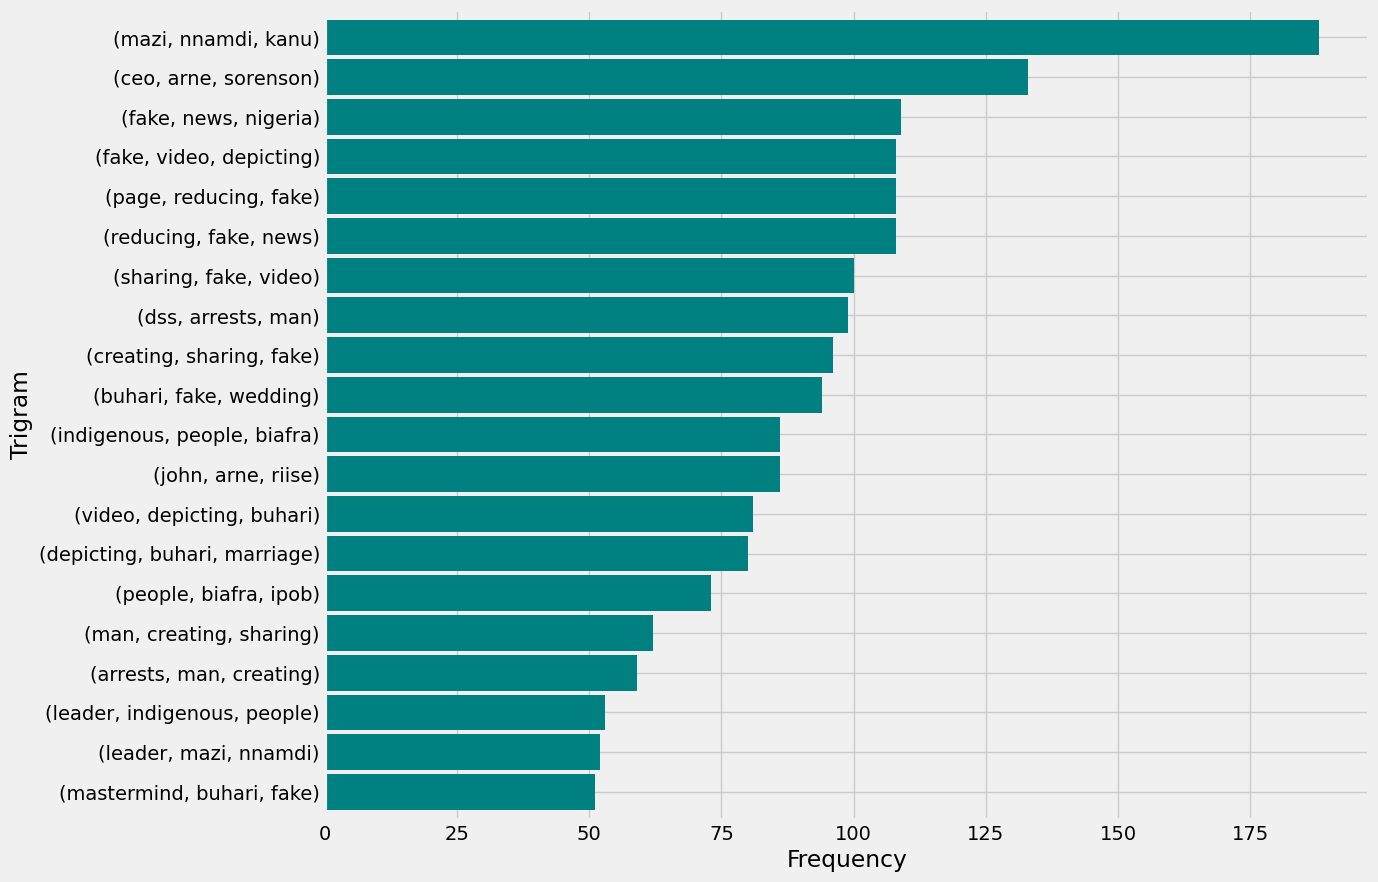 (mazi, nnamdi, kanu)
(ceo, arne, sorenson)
(fake, news, nigeria)
(fake, video, depicting)
(page, reducing, fake)
(reducing, fake, news)
(sharing, fake, video)
(dss, arrests, man)
(creating, sharing, fake)
(buhari, fake, wedding)
(indigenous, people, biafra)
(john, arne, riise)
(video, depicting, buhari)
(depicting, buhari, marriage)
(people, biafra, ipob)
(man, creating, sharing)
(arrests, man, creating)
(leader, indigenous, people)
(leader, mazi, nnamdi)
(mastermind, buhari, fake)
Trigram
0 25 50 75 100 125 150 175
Frequency